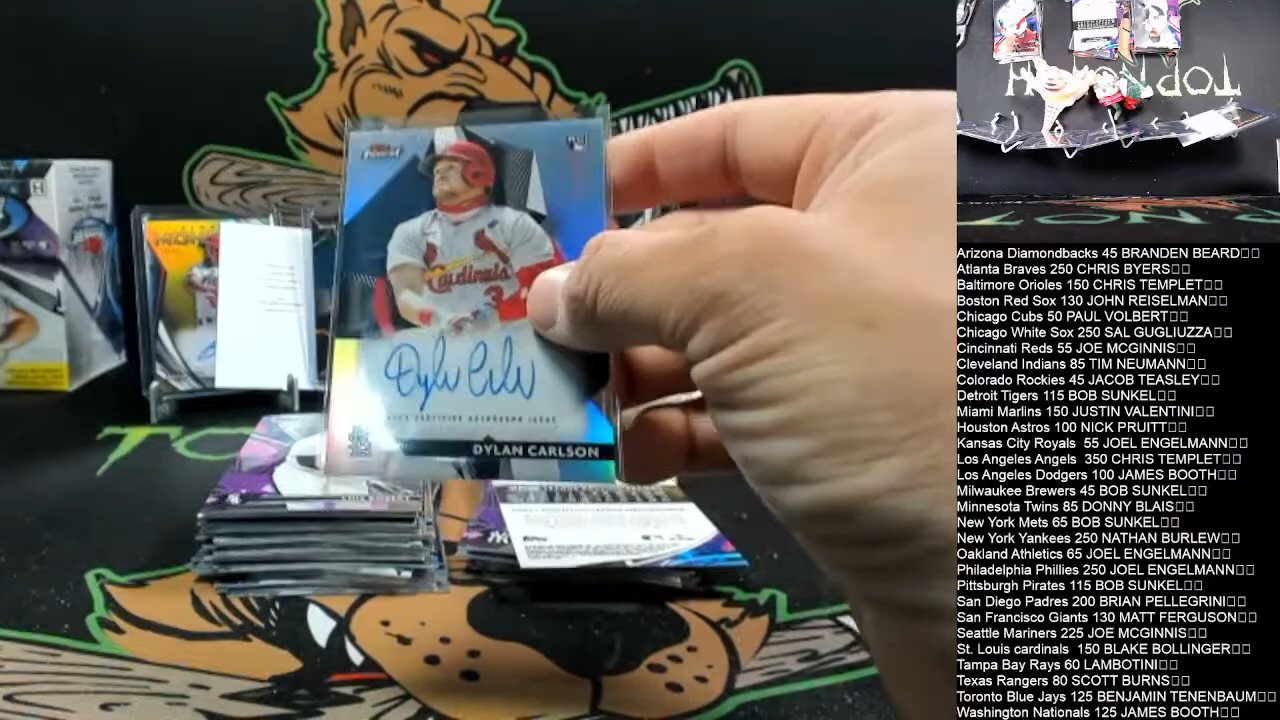 FINEST
RC
Cardinals
3
Dylan Carlson
TOPPS CERTIFIED AUTOGRAPH ISSUE
DYLAN CARLSON
topps
Arizona Diamondbacks 45 BRANDEN BEARD
Atlanta Braves 250 CHRIS BYERS
Baltimore Orioles 150 CHRIS TEMPLET
Boston Red Sox 130 JOHN REISELMAN
Chicago Cubs 50 PAUL VOLBERT
Chicago White Sox 250 SAL GUGLIUZZA
Cincinnati Reds 55 JOE MCGINNIS
Cleveland Indians 85 TIM NEUMANN
Colorado Rockies 45 JACOB TEASLEY
Detroit Tigers 115 BOB SUNKEL
Miami Marlins 150 JUSTIN VALENTINI
Houston Astros 100 NICK PRUITT
Kansas City Royals 55 JOEL ENGELMANN
Los Angeles Angels 350 CHRIS TEMPLET
Los Angeles Dodgers 100 JAMES BOOTH
Milwaukee Brewers 45 BOB SUNKEL
Minnesota Twins 85 DONNY BLAIS
New York Mets 65 BOB SUNKEL
New York Yankees 250 NATHAN BURLEW
Oakland Athletics 65 JOEL ENGELMANN
Philadelphia Phillies 250 JOEL ENGELMANN
Pittsburgh Pirates 115 BOB SUNKEL
San Diego Padres 200 BRIAN PELLEGRINI
San Francisco Giants 130 MATT FERGUSON
Seattle Mariners 225 JOE MCGINNIS
St. Louis cardinals 150 BLAKE BOLLINGER
Tampa Bay Rays 60 LAMBOTINI
Texas Rangers 80 SCOTT BURNS
Toronto Blue Jays 125 BENJAMIN TENENBAUM
Washington Nationals 125 JAMES BOOTH